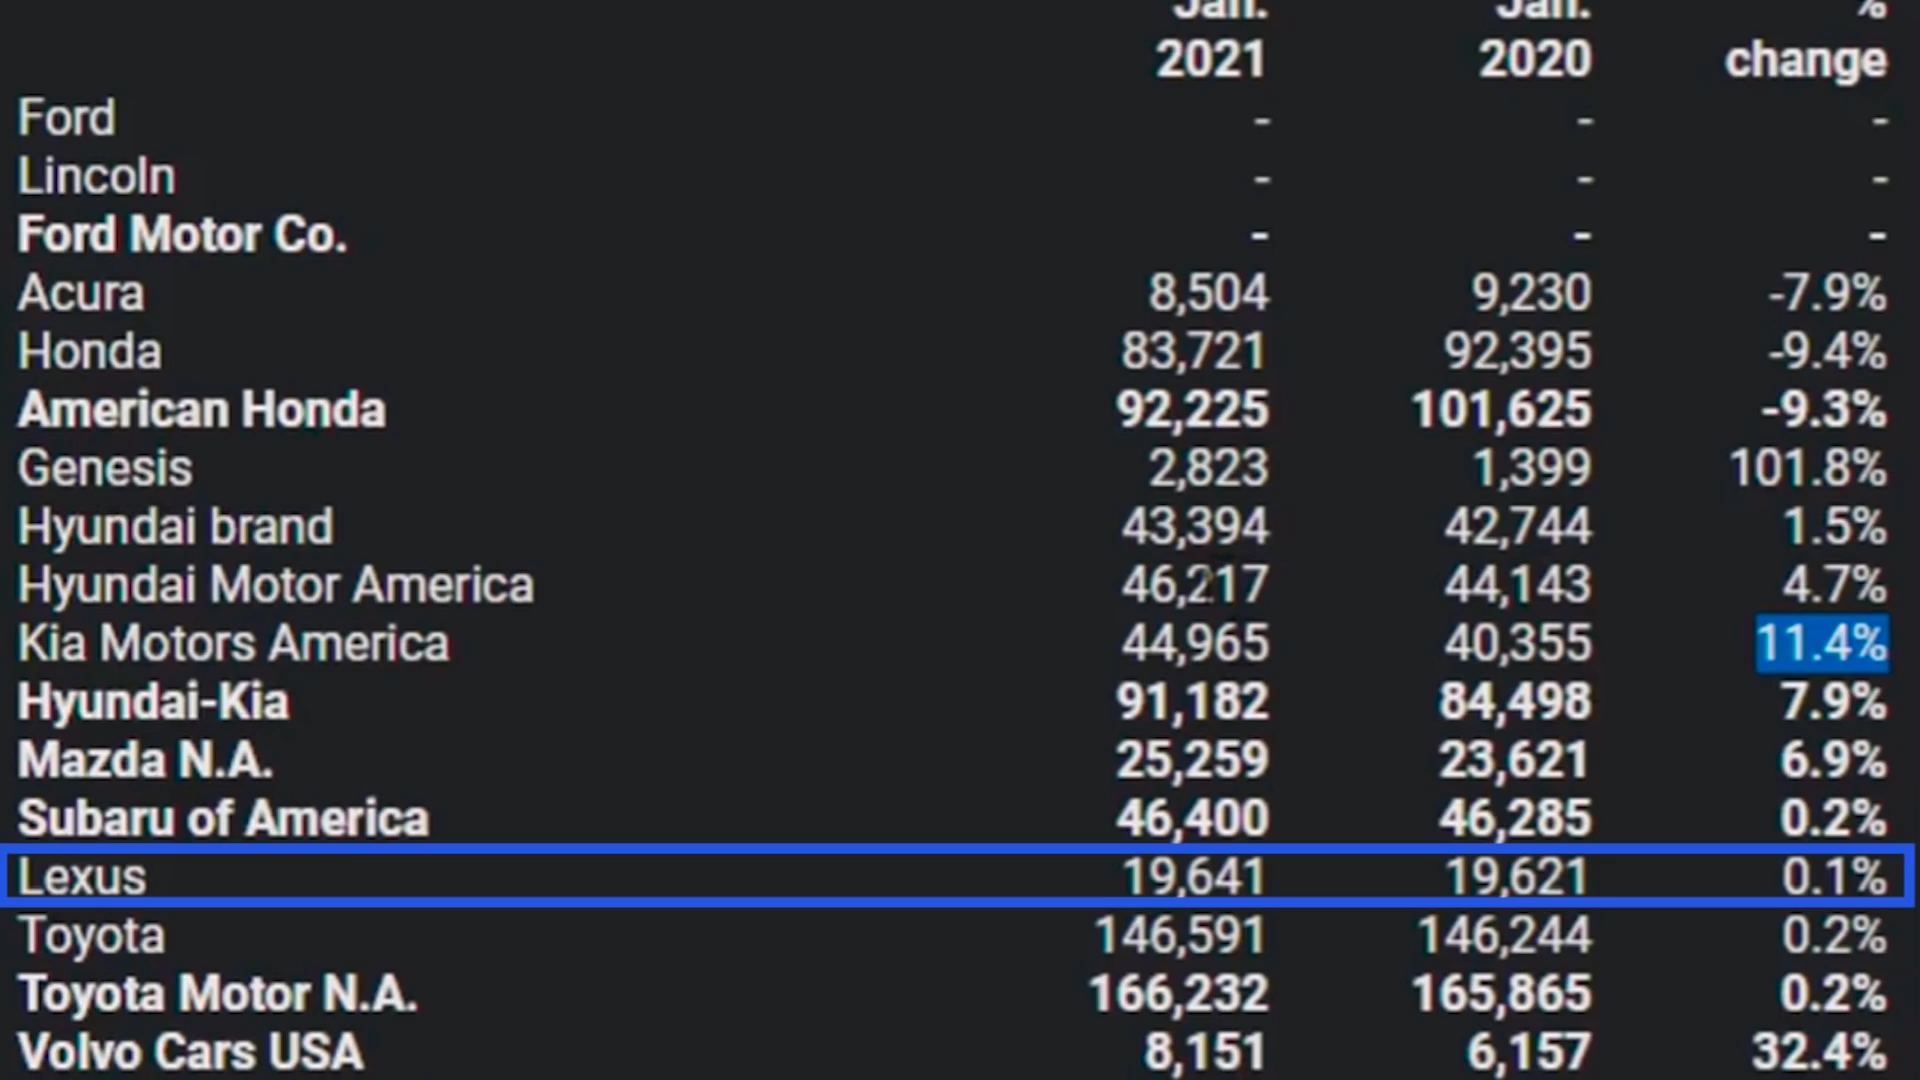 Jan. Jan. %
2021 2020 change
Ford - - -
Lincoln - - -
Ford Motor Co. - - -
Acura 8,504 9,230 -7.9%
Honda 83,721 92,395 -9.4%
American Honda 92,225 101,625 -9.3%
Genesis 2,823 1,399 101.8%
Hyundai brand 43,394 42,744 1.5%
Hyundai Motor America 46,217 44,143 4.7%
Kia Motors America 44,965 40,355 11.4%
Hyundai-Kia 91,182 84,498 7.9%
Mazda N.A. 25,259 23,621 6.9%
Subaru of America 46,400 46,285 0.2%
Lexus 19,641 19,621 0.1%
Toyota 146,591 146,244 0.2%
Toyota Motor N.A. 166,232 165,865 0.2%
Volvo Cars USA 8,151 6,157 32.4%